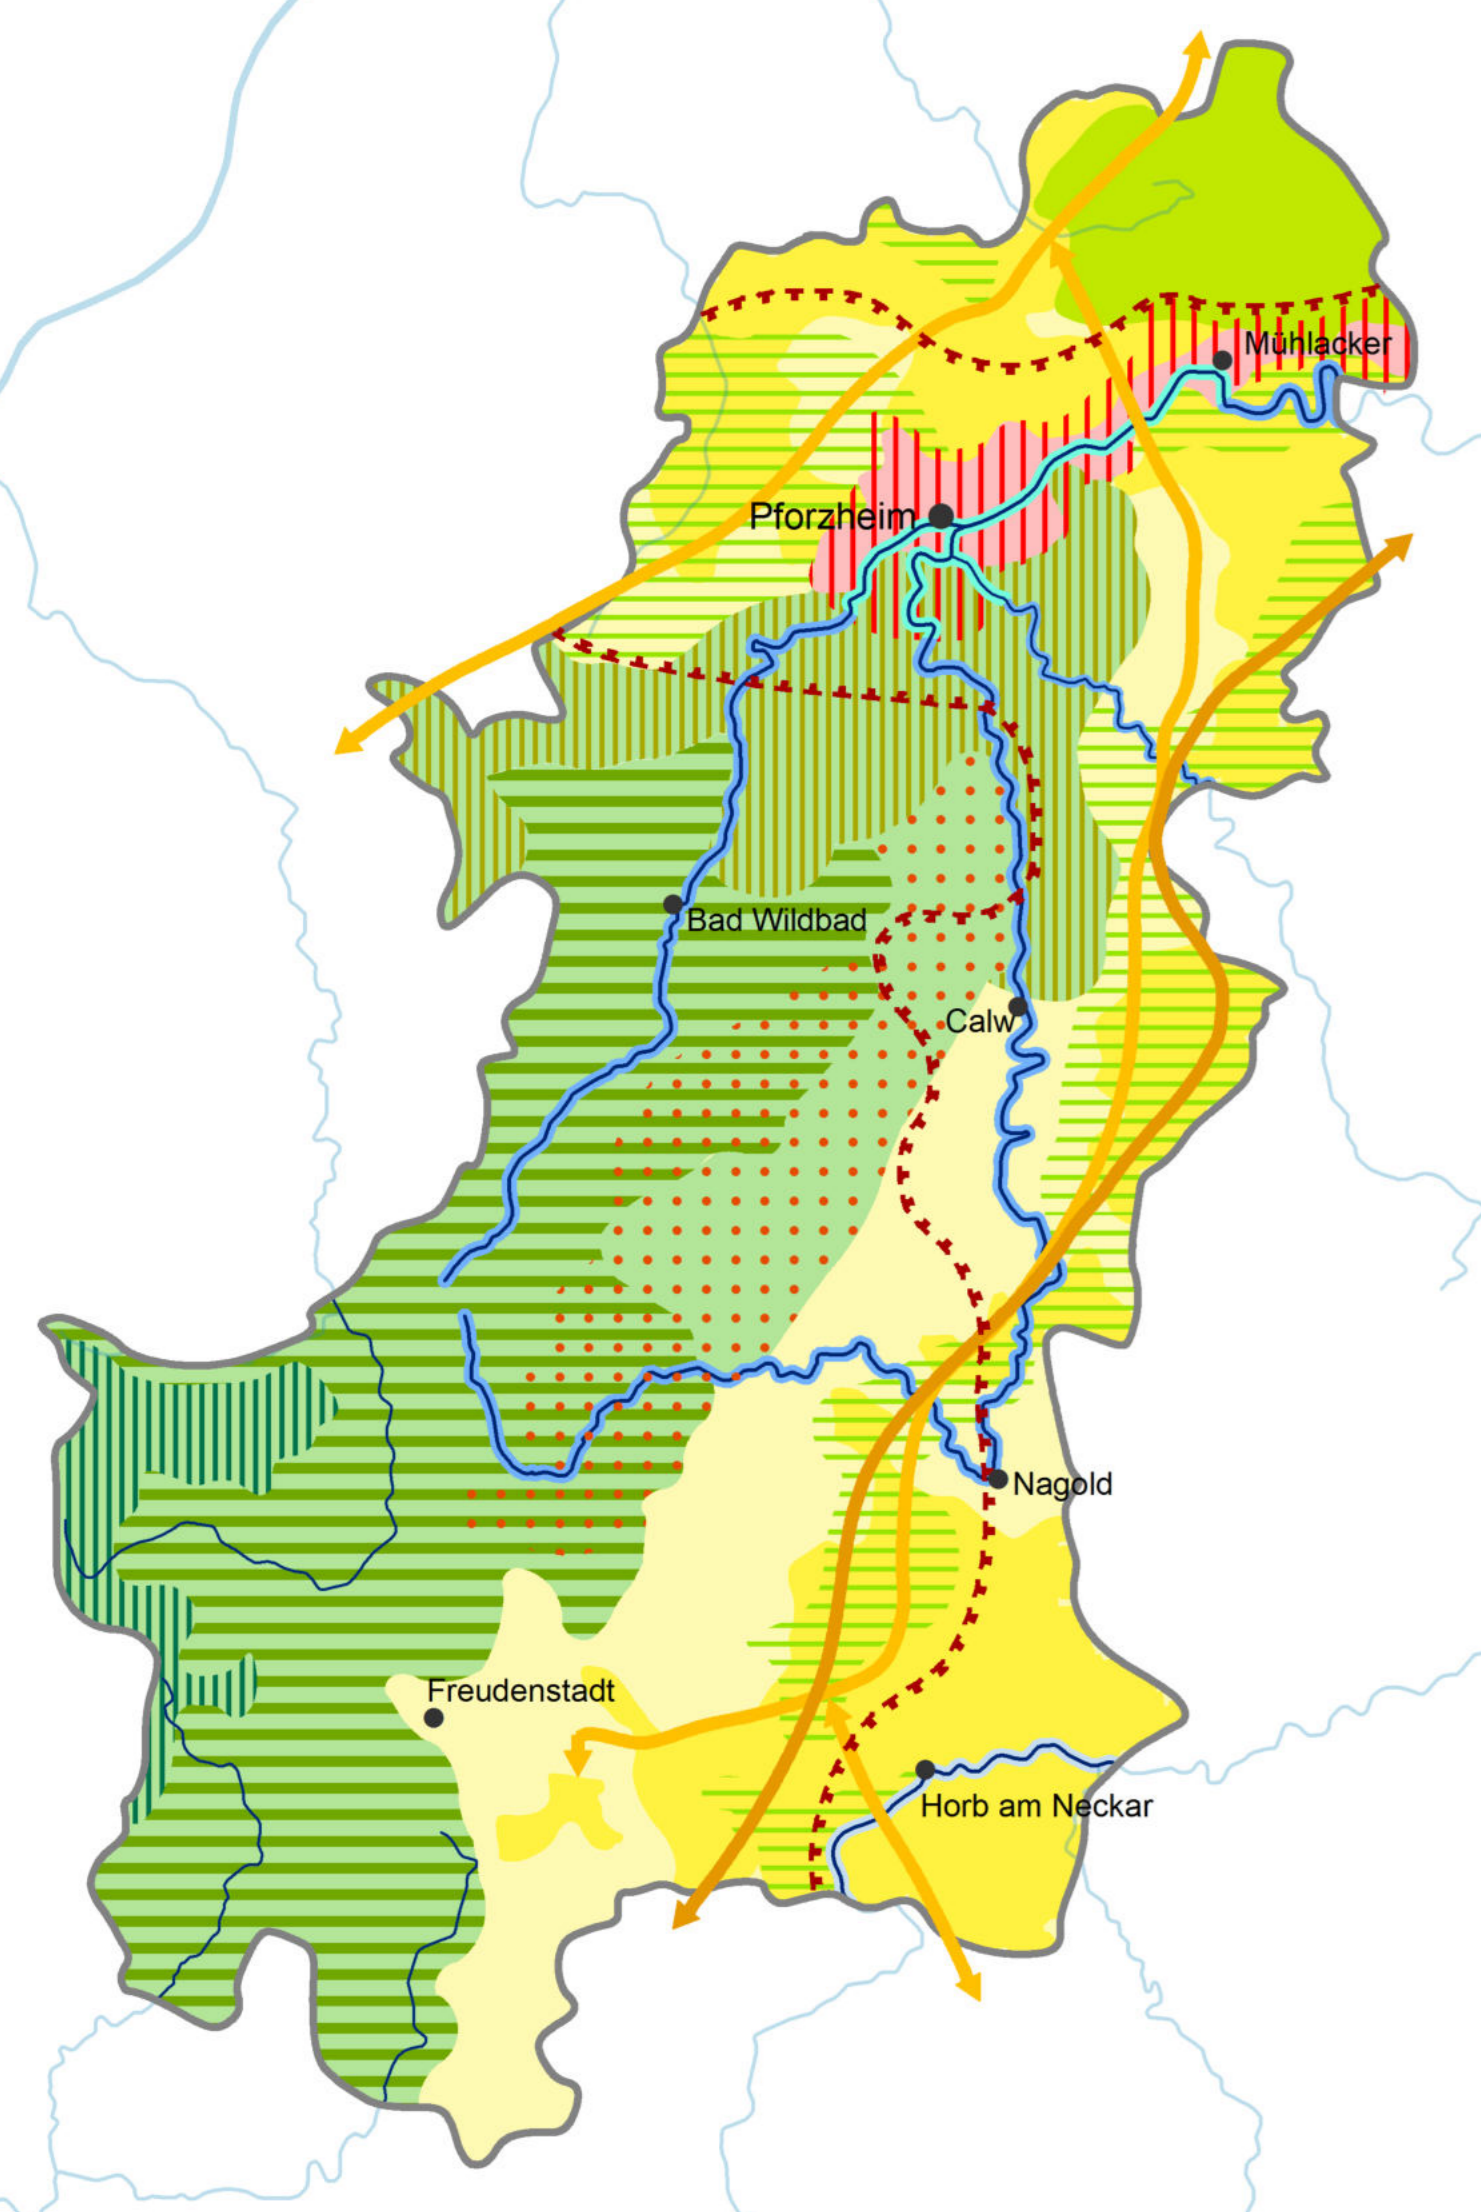 Mühlacker
Pforzheim
Bad Wildbad
Calw
Nagold
Freudenstadt
Horb am Neckar